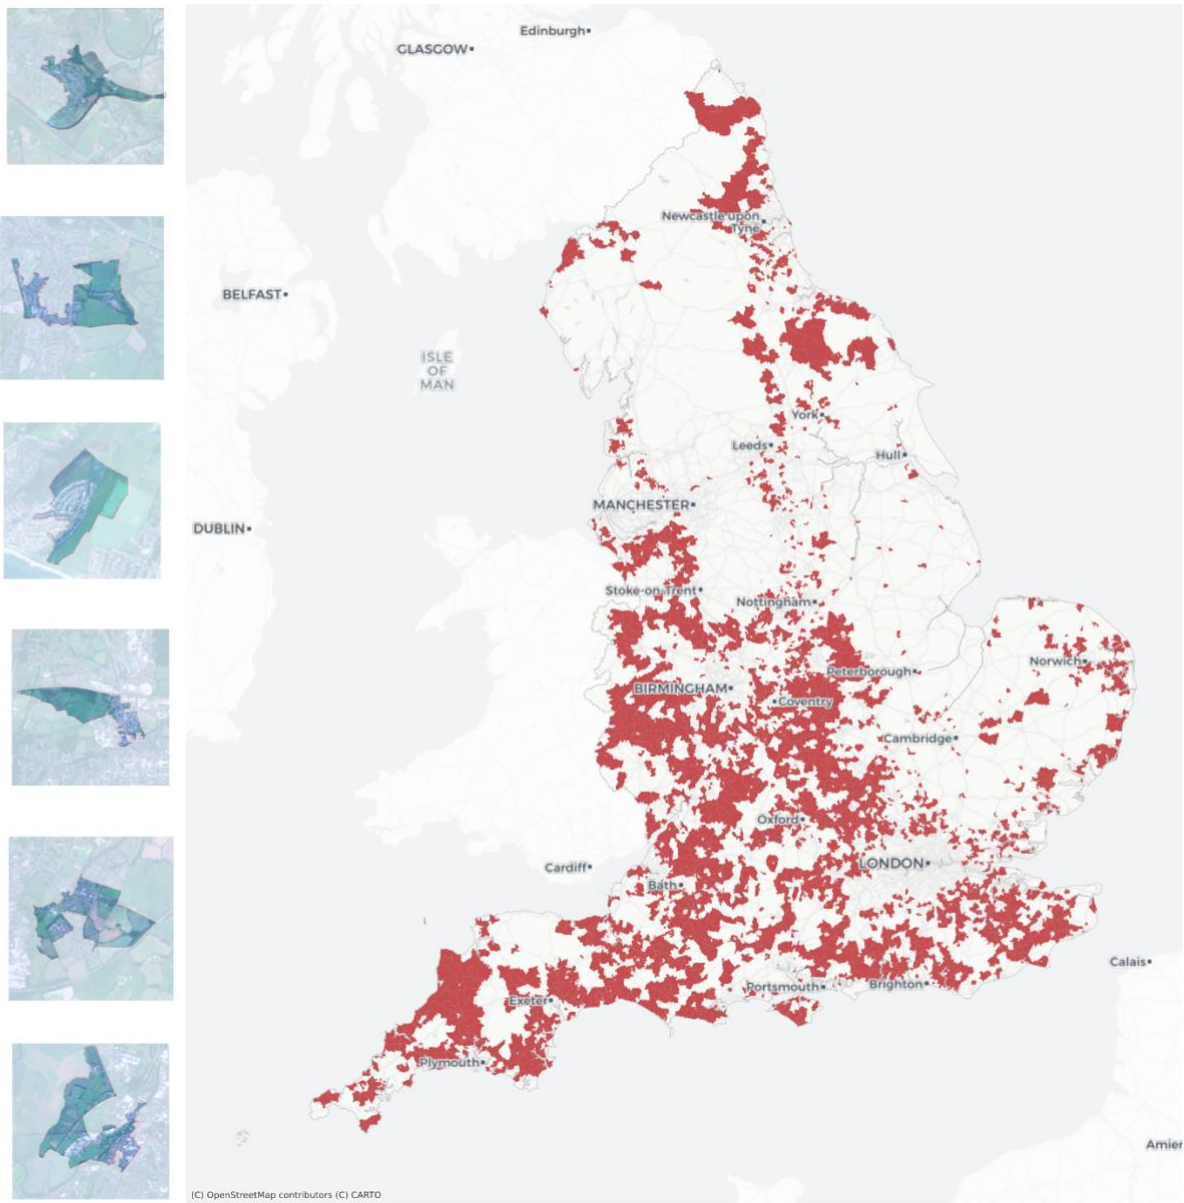 Edinburgh
GLASGOW
Newcastle upon
Tyne
BELFAST
ISLE
OF
MAN
York
Leeds
Hull
MANCHESTER
DUBLIN
Stoke-on-Trent
Nottingham
Norwich
Peterborough
BIRMINGHAM
Coventry
Cambridge
Oxford
LONDON
Cardiff
Bath
Calais
Portsmouth
Brighton
Exeter
Plymouth
Amier
(C) OpenStreetMap contributors (C) CARTO